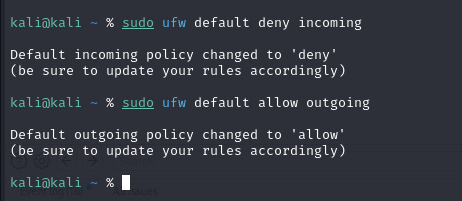 kali@kali ~ % sudo ufw default deny incoming
Default incoming policy changed to 'deny'
(be sure to update your rules accordingly)
kali@kali ~ % sudo ufw default allow outgoing
Default outgoing policy changed to 'allow'
(be sure to update your rules accordingly)
kali@kali ~ %